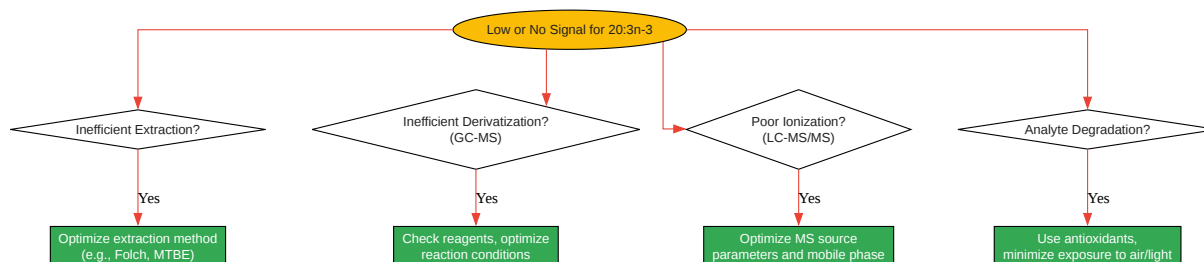 Low or No Signal for 20:3n-3
Inefficient Extraction?
Inefficient Derivatization?
(GC-MS)
Poor Ionization?
(LC-MS/MS)
Analyte Degradation?
Yes
Yes
Yes
Yes
Optimize extraction method
(e.g., Folch, MTBE)
Check reagents, optimize
reaction conditions
Optimize MS source
parameters and mobile phase
Use antioxidants,
minimize exposure to air/light